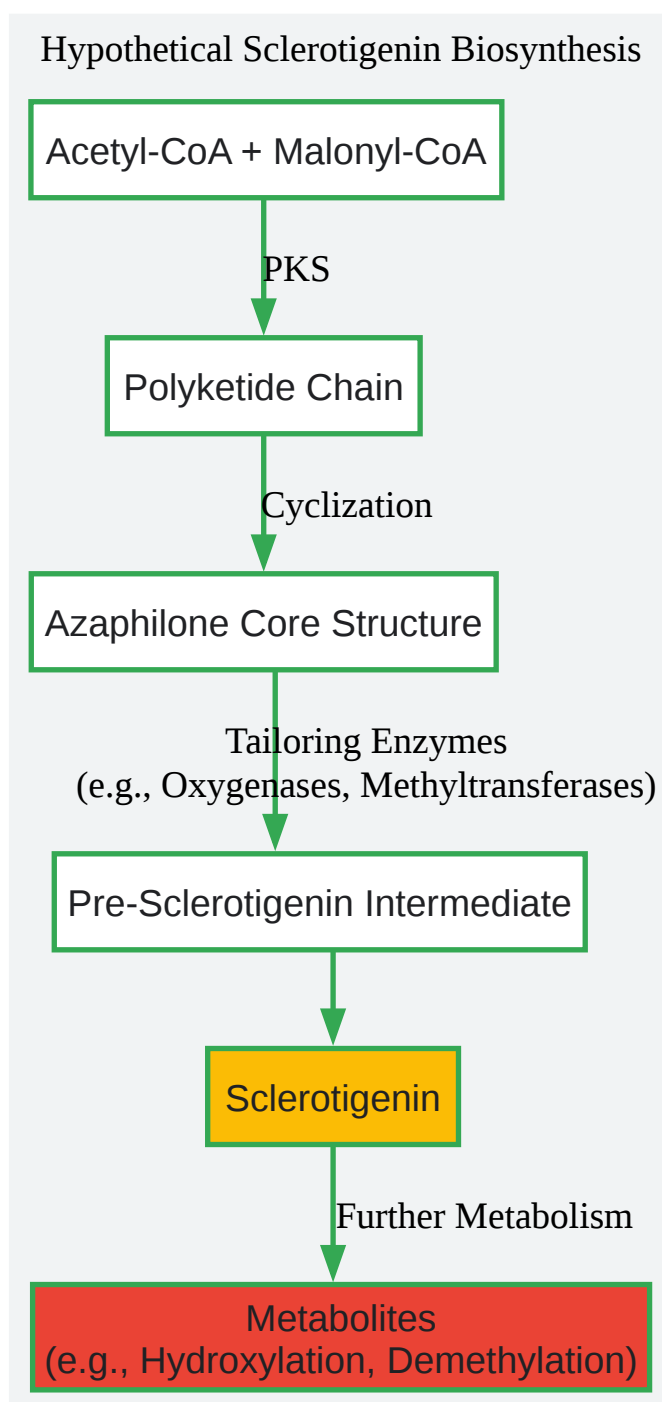 Hypothetical Sclerotigenin Biosynthesis
Acetyl-CoA + Malonyl-CoA
PKS
Polyketide Chain
Cyclization
Azaphilone Core Structure
Tailoring Enzymes
(e.g., Oxygenases, Methyltransferases)
Pre-Sclerotigenin Intermediate
Sclerotigenin
Further Metabolism
Metabolites
(e.g., Hydroxylation, Demethylation)